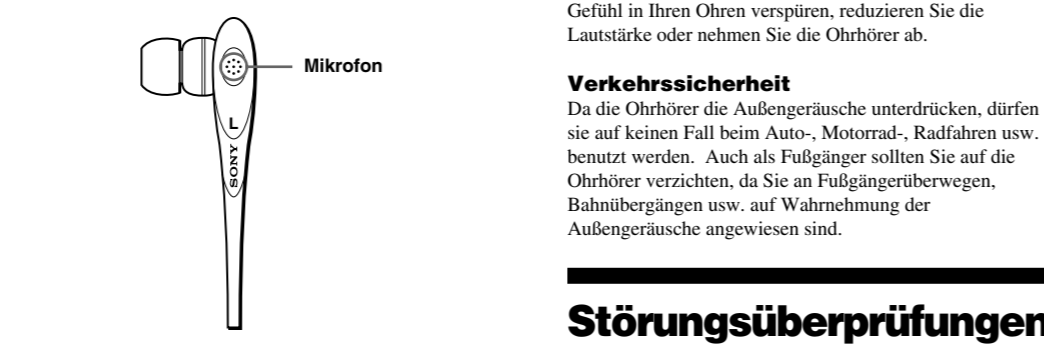 Mikrofon
L
SONY
Gefühl in Ihren Ohren verspüren, reduzieren Sie die
Lautstärke oder nehmen Sie die Ohrhörer ab.
Verkehrssicherheit
Da die Ohrhörer die Außengeräusche unterdrücken, dürfen
sie auf keinen Fall beim Auto-, Motorrad-, Radfahren usw.
benutzt werden.  Auch als Fußgänger sollten Sie auf die
Ohrhörer verzichten, da Sie an Fußgängerüberwegen,
Bahnübergängen usw. auf Wahrnehmung der
Außengeräusche angewiesen sind.
Störungsüberprüfungen